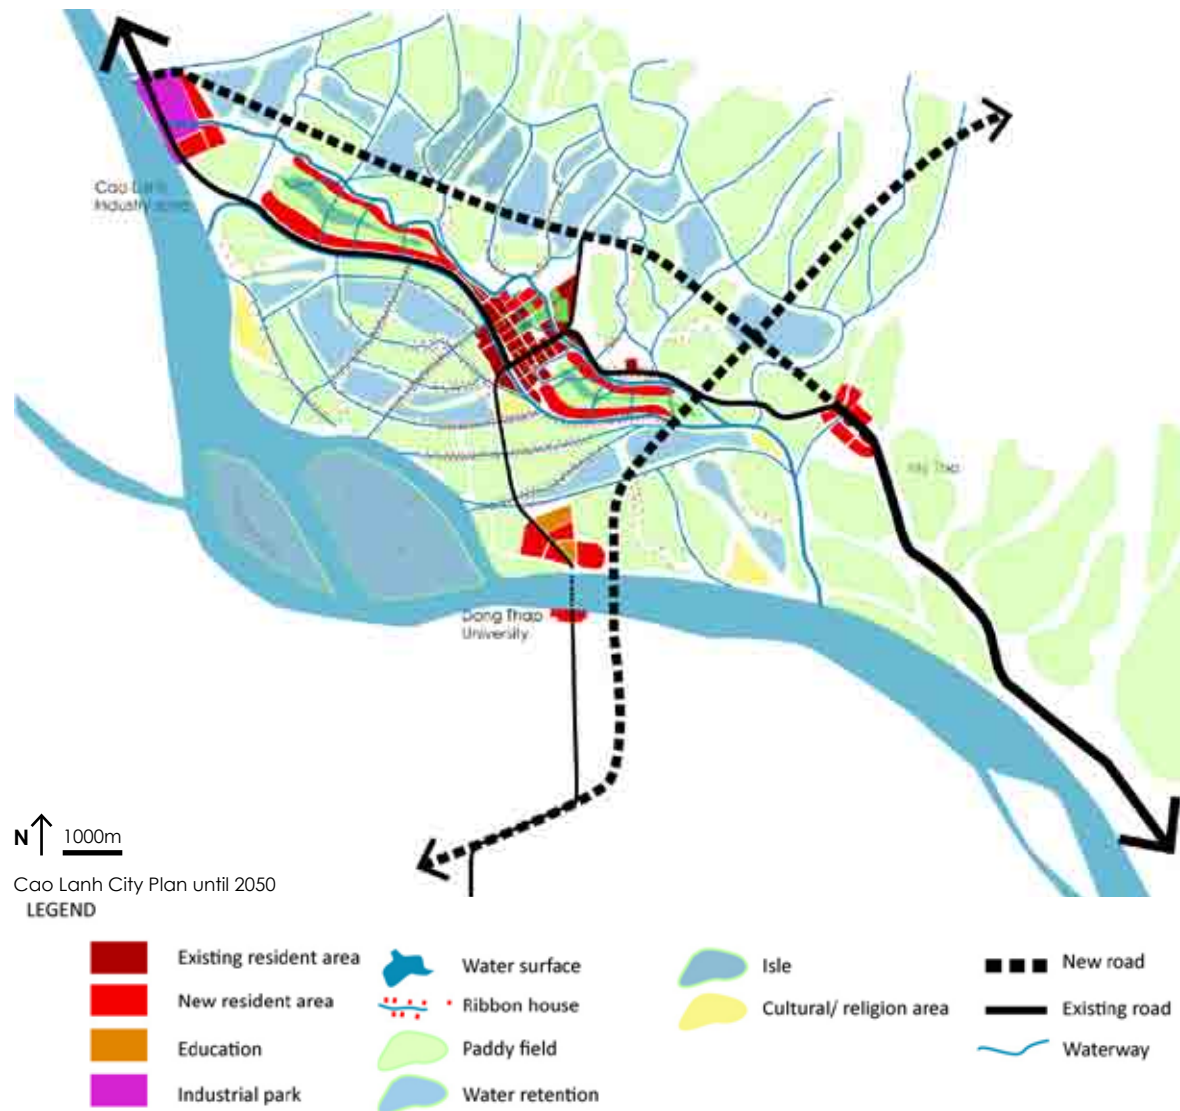 Cao Lanh
Industry
Dong Thap
University
N
1000m
Cao Lanh City Plan until 2050
LEGEND
Existing resident area
New resident area
Education
Industrial park
Water surface
Ribbon house
Paddy field
Water retention
Isle
Cultural/ religion area
New road
Existing road
Waterway